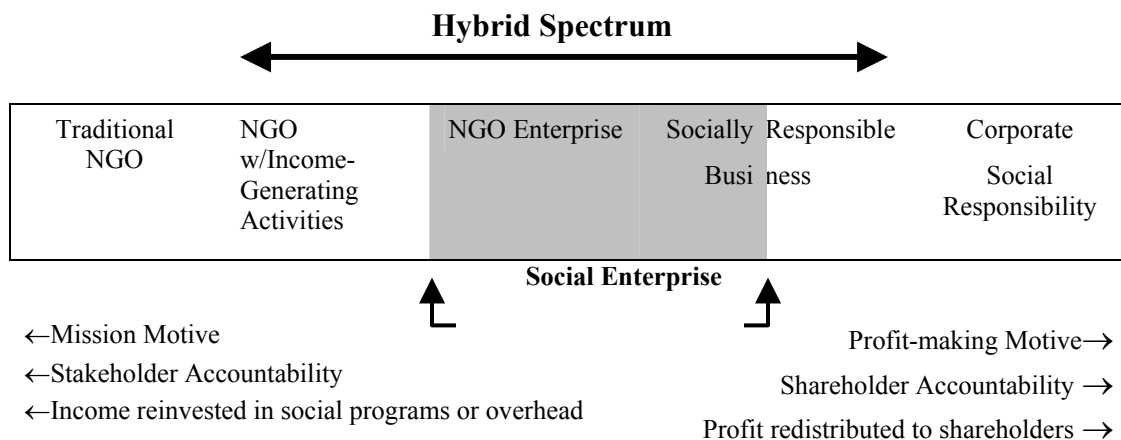 Hybrid Spectrum
Traditional
NGO
NGO
w/Income-
Generating
Activities
NGO Enterprise
Socially Responsible
Busi ness
Corporate
Social
Responsibility
Social Enterprise
←Mission Motive
←Stakeholder Accountability
←Income reinvested in social programs or overhead
Profit-making Motive→
Shareholder Accountability →
Profit redistributed to shareholders →